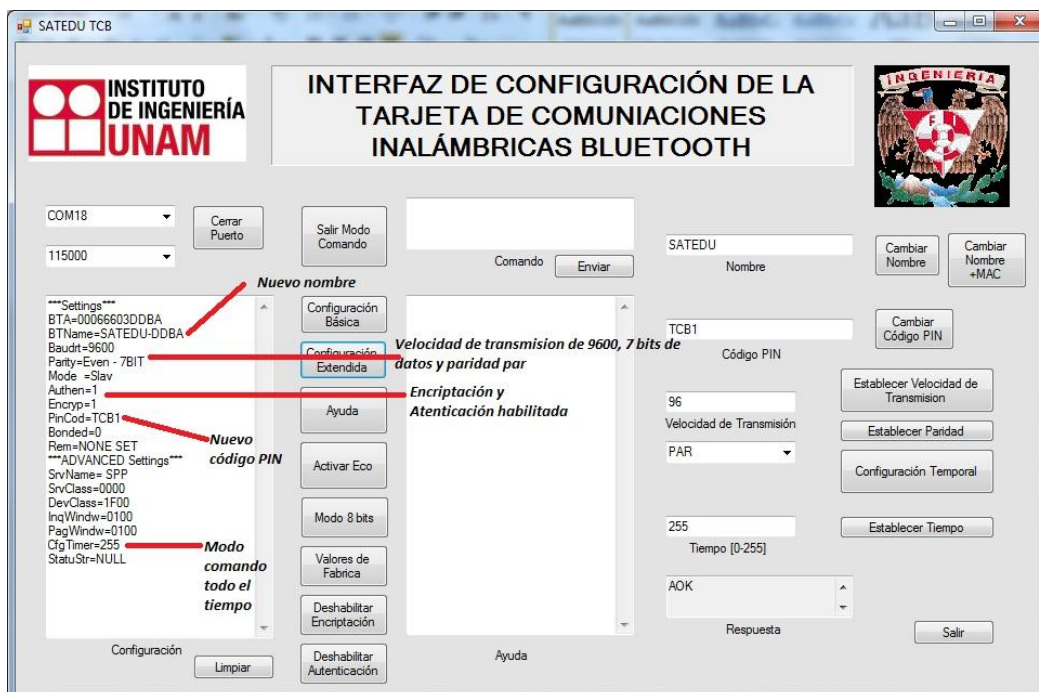 SATEDU TCB
INSTITUTO
DE INGENIERÍA
UNAM
INTERFAZ DE CONFIGURACIÓN DE LA
TARJETA DE COMUNIACIONES
INALÁMBRICAS BLUETOOTH
INGENIERIA
COM18
115000
Cerrar
Puerto
Salir Modo
Comando
Comando
Enviar
SATEDU
Nombre
Cambiar
Nombre
Cambiar
Nombre
+MAC
Nuevo nombre
***Settings***
BTA=00066603DDBA
BTName=SATEDU-DDBA
Baudrt=9600
Parity=Even - 7BIT
Mode =Slav
Authen=1
Encryp=1
PinCod=TCB1
Bonded=0
Rem=NONE SET
***ADVANCED Settings***
SrvName= SPP
SrvClass=0000
DevClass=1F00
InqWindw=0100
PagWindw=0100
CfgTimer=255
StatuStr=NULL
Configuración
Limpiar
Velocidad de transmision de 9600, 7 bits de
datos y paridad par
Encriptación y
Atenticación habilitada
Nuevo
código PIN
Modo
comando
todo el
tiempo
Configuración
Básica
Configuración
Extendida
Ayuda
Activar Eco
Modo 8 bits
Valores de
Fabrica
Deshabilitar
Encriptación
Deshabilitar
Autenticación
Ayuda
TCB1
Código PIN
Cambiar
Código PIN
96
Velocidad de Transmisión
PAR
Establecer Velocidad de
Transmision
Establecer Paridad
Configuración Temporal
255
Tiempo [0-255]
Establecer Tiempo
AOK
Respuesta
Salir